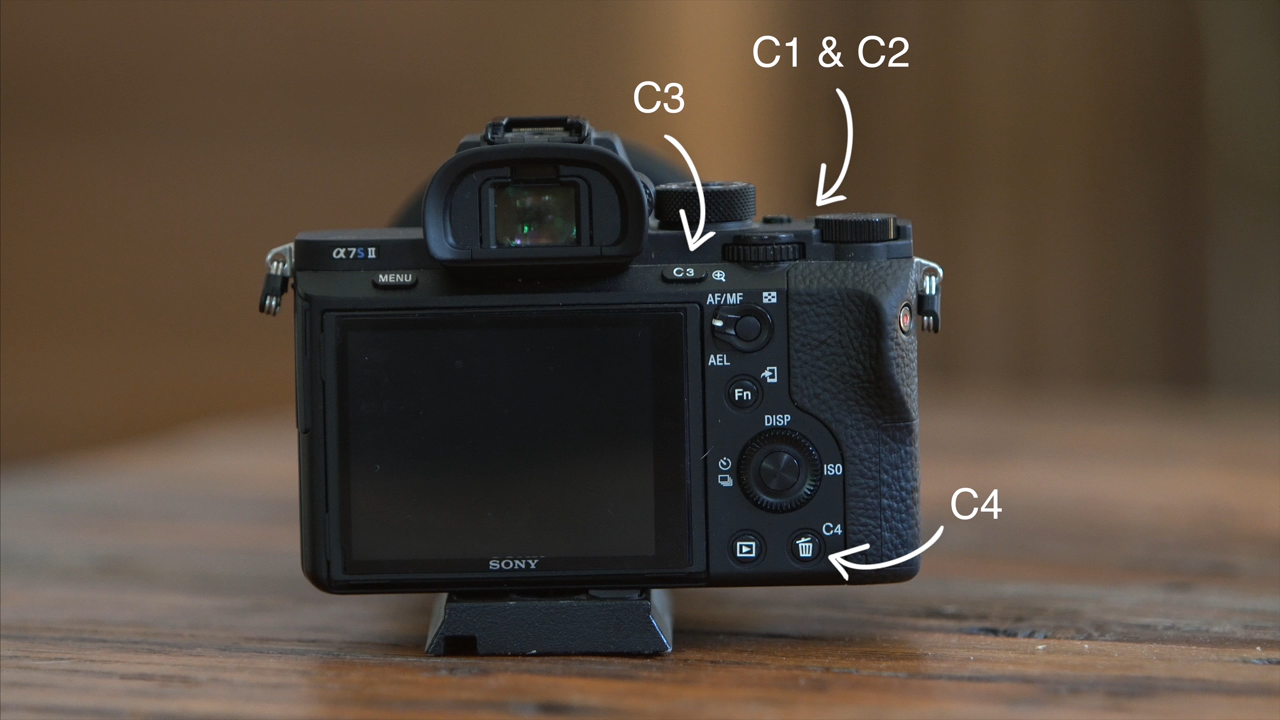 C1 & C2
C3
α7S II
MENU
C3
AF/MF
AEL
Fn
DISP
ISO
C4
C4
SONY